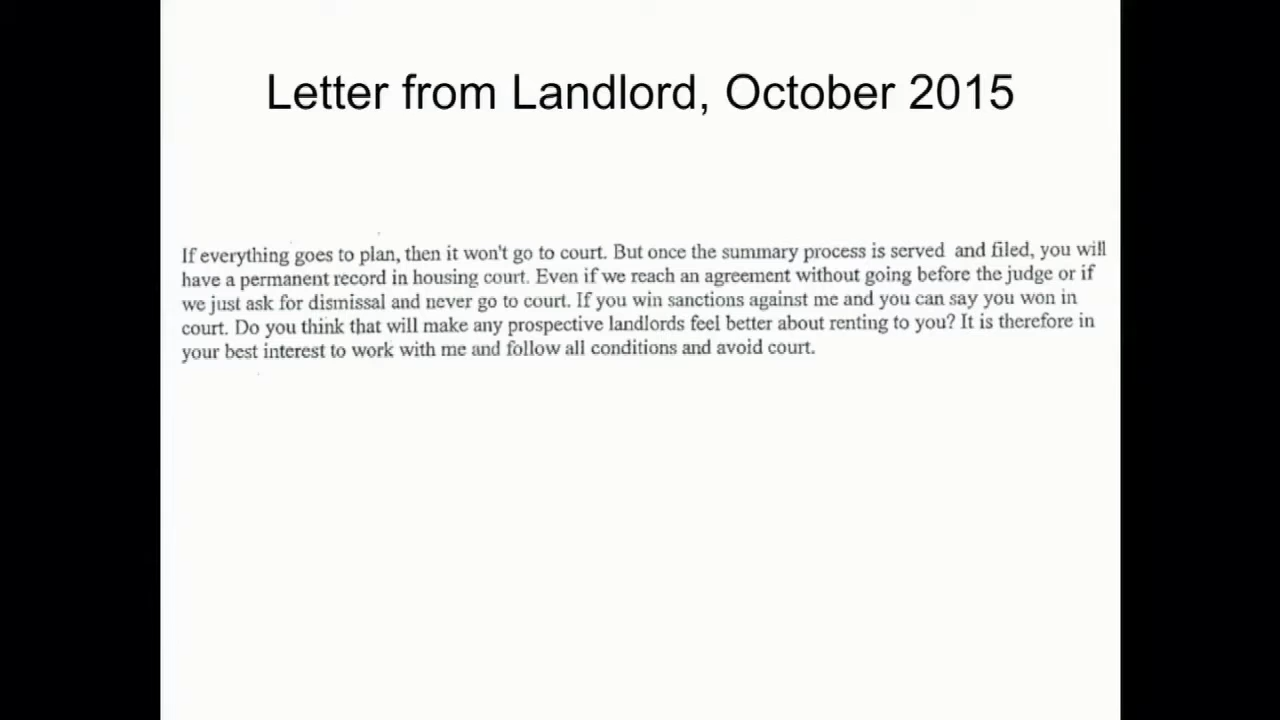 Letter from Landlord, October 2015
If everything goes to plan, then it won't go to court. But once the summary process is served and filed, you will
have a permanent record in housing court. Even if we reach an agreement without going before the judge or if
we just ask for dismissal and never go to court. If you win sanctions against me and you can say you won in
court. Do you think that will make any prospective landlords feel better about renting to you? It is therefore in
your best interest to work with me and follow all conditions and avoid court.